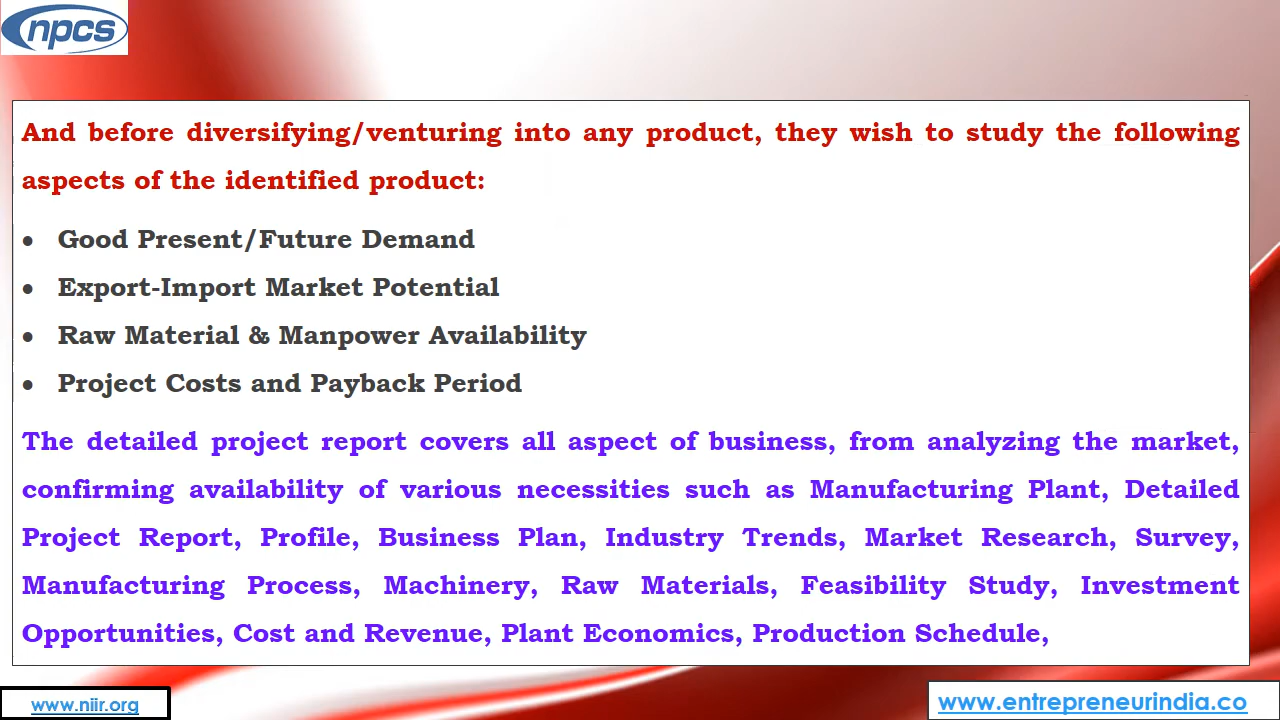 npcs
And before diversifying/venturing into any product, they wish to study the following
aspects of the identified product:
• Good Present/Future Demand
• Export-Import Market Potential
• Raw Material & Manpower Availability
• Project Costs and Payback Period
The detailed project report covers all aspect of business, from analyzing the market,
confirming availability of various necessities such as Manufacturing Plant, Detailed
Project Report, Profile, Business Plan, Industry Trends, Market Research, Survey,
Manufacturing Process, Machinery, Raw Materials, Feasibility Study, Investment
Opportunities, Cost and Revenue, Plant Economics, Production Schedule,
www.niir.org
www.entrepreneurindia.co